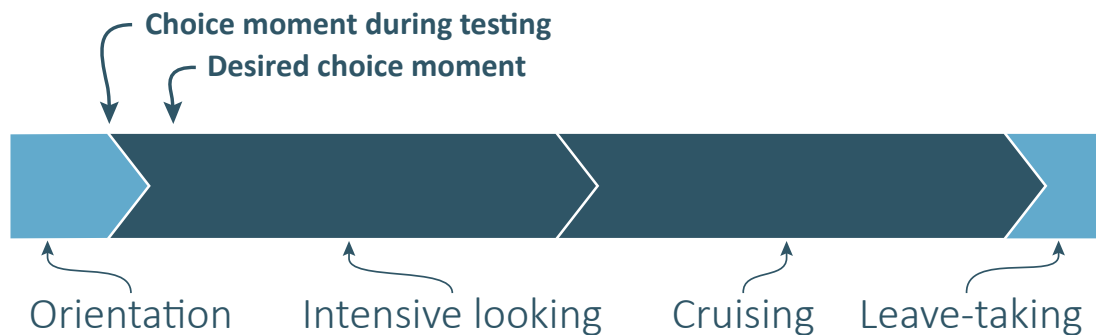 Choice moment during testing
Desired choice moment
Orientation
Intensive looking
Cruising
Leave-taking